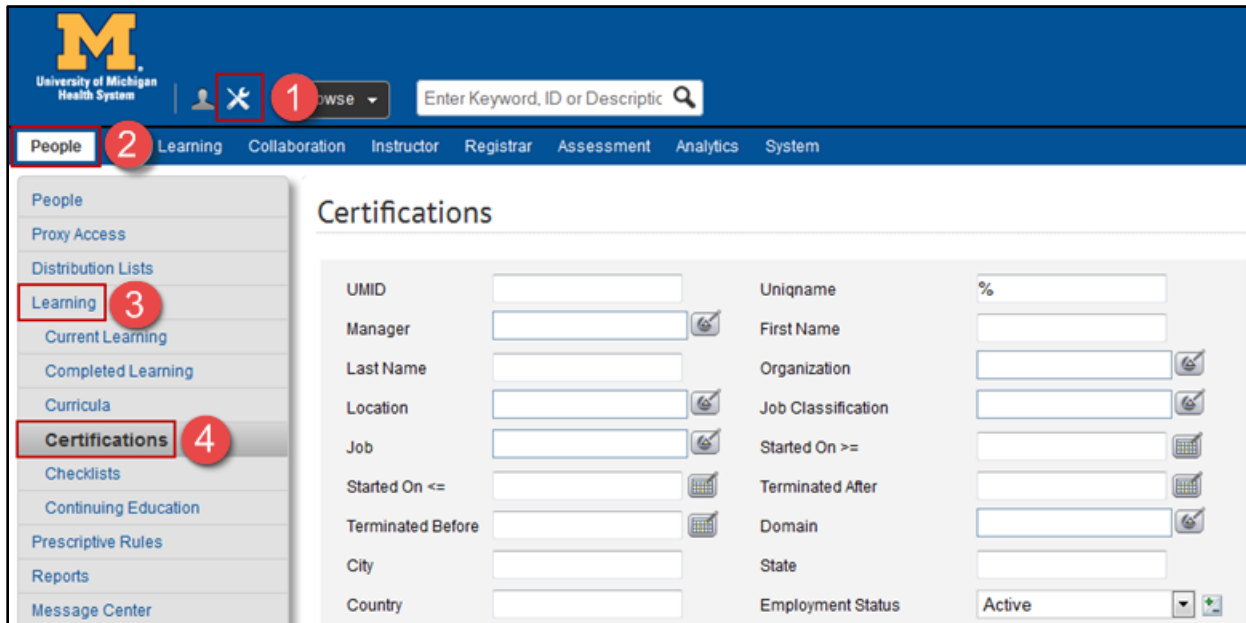 M
University of Michigan
Health System
1
owse
Enter Keyword, ID or Descriptic
People 2 Learning Collaboration Instructor Registrar Assessment Analytics System
People
Proxy Access
Distribution Lists
Learning 3
Current Learning
Completed Learning
Curricula
Certifications 4
Checklists
Continuing Education
Prescriptive Rules
Reports
Message Center
Certifications
UMID Uniqname %
Manager First Name
Last Name Organization
Location Job Classification
Job Started On >=
Started On <= Terminated After
Terminated Before Domain
City State
Country Employment Status Active